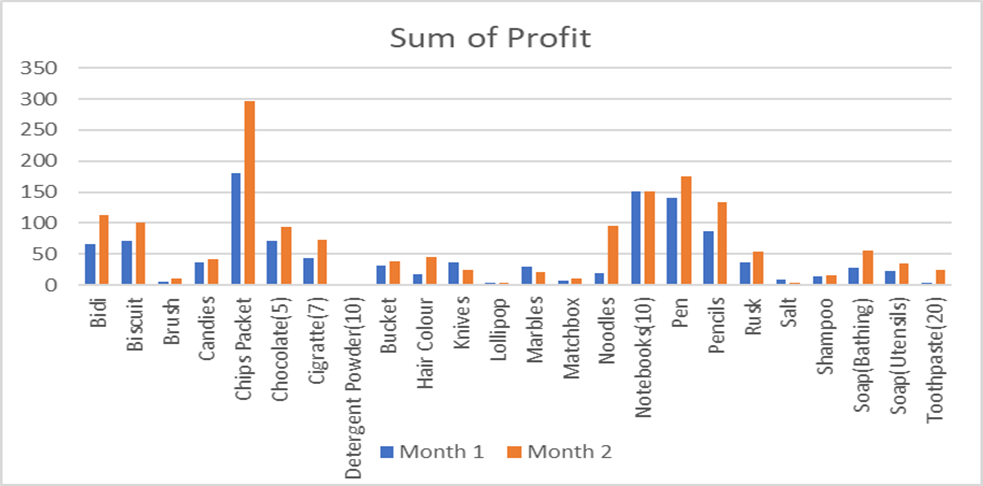 Sum of Profit
350
300
250
200
150
100
50
0
Bidi
Biscuit
Brush
Candies
Chips Packet
Chocolate(5)
Cigratte(7)
Detergent Powder(10)
Bucket
Hair Colour
Knives
Lollipop
Marbles
Matchbox
Noodles
Notebooks(10)
Pen
Pencils
Rusk
Salt
Shampoo
Soap(Bathing)
Soap(Utensils)
Toothpaste(20)
Month 1 Month 2